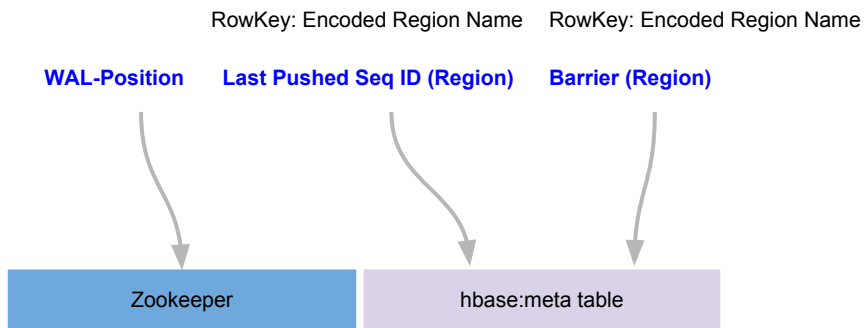 RowKey: Encoded Region Name RowKey: Encoded Region Name
WAL-Position Last Pushed Seq ID (Region) Barrier (Region)
Zookeeper hbase:meta table